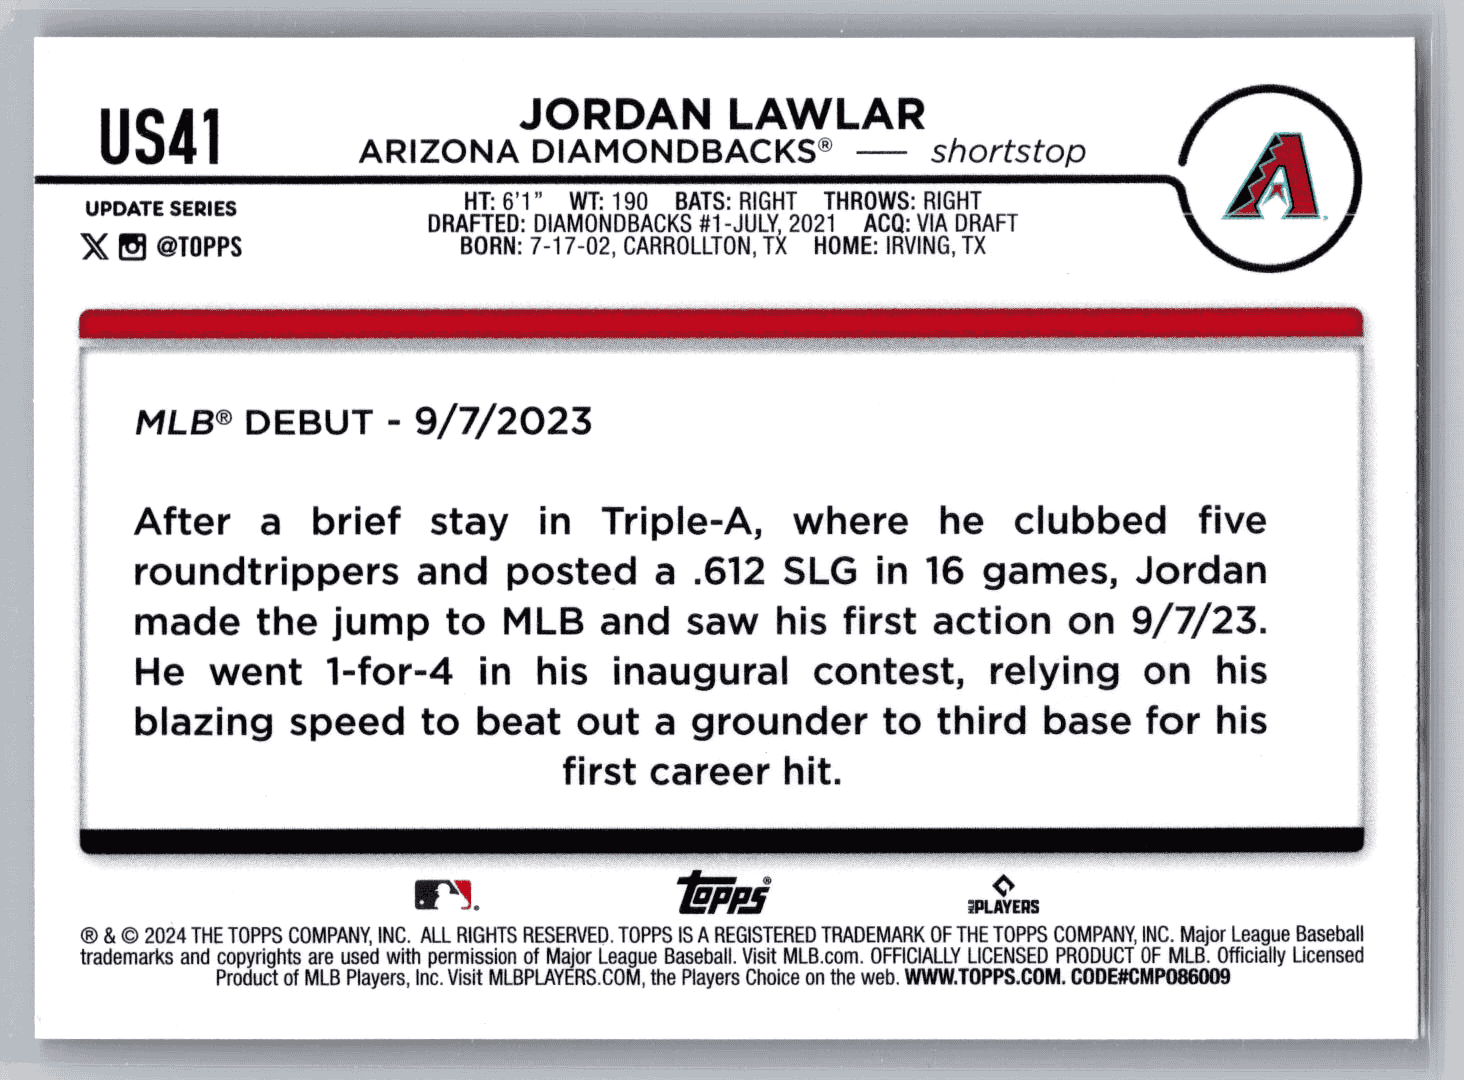 US41
JORDAN LAWLAR
ARIZONA DIAMONDBACKS® — shortstop
A
UPDATE SERIES
X @TOPPS
HT: 6'1” WT: 190 BATS: RIGHT THROWS: RIGHT
DRAFTED: DIAMONDBACKS #1-JULY, 2021 ACQ: VIA DRAFT
BORN: 7-17-02, CARROLLTON, TX HOME: IRVING, TX
MLB® DEBUT - 9/7/2023
After a brief stay in Triple-A, where he clubbed five
roundtrippers and posted a .612 SLG in 16 games, Jordan
made the jump to MLB and saw his first action on 9/7/23.
He went 1-for-4 in his inaugural contest, relying on his
blazing speed to beat out a grounder to third base for his
first career hit.
topps®
MLB PLAYERS
® & © 2024 THE TOPPS COMPANY, INC. ALL RIGHTS RESERVED. TOPPS IS A REGISTERED TRADEMARK OF THE TOPPS COMPANY, INC. Major League Baseball
trademarks and copyrights are used with permission of Major League Baseball. Visit MLB.com. OFFICIALLY LICENSED PRODUCT OF MLB. Officially Licensed
Product of MLB Players, Inc. Visit MLBPLAYERS.COM, the Players Choice on the web. WWW.TOPPS.COM. CODE#CMP086009